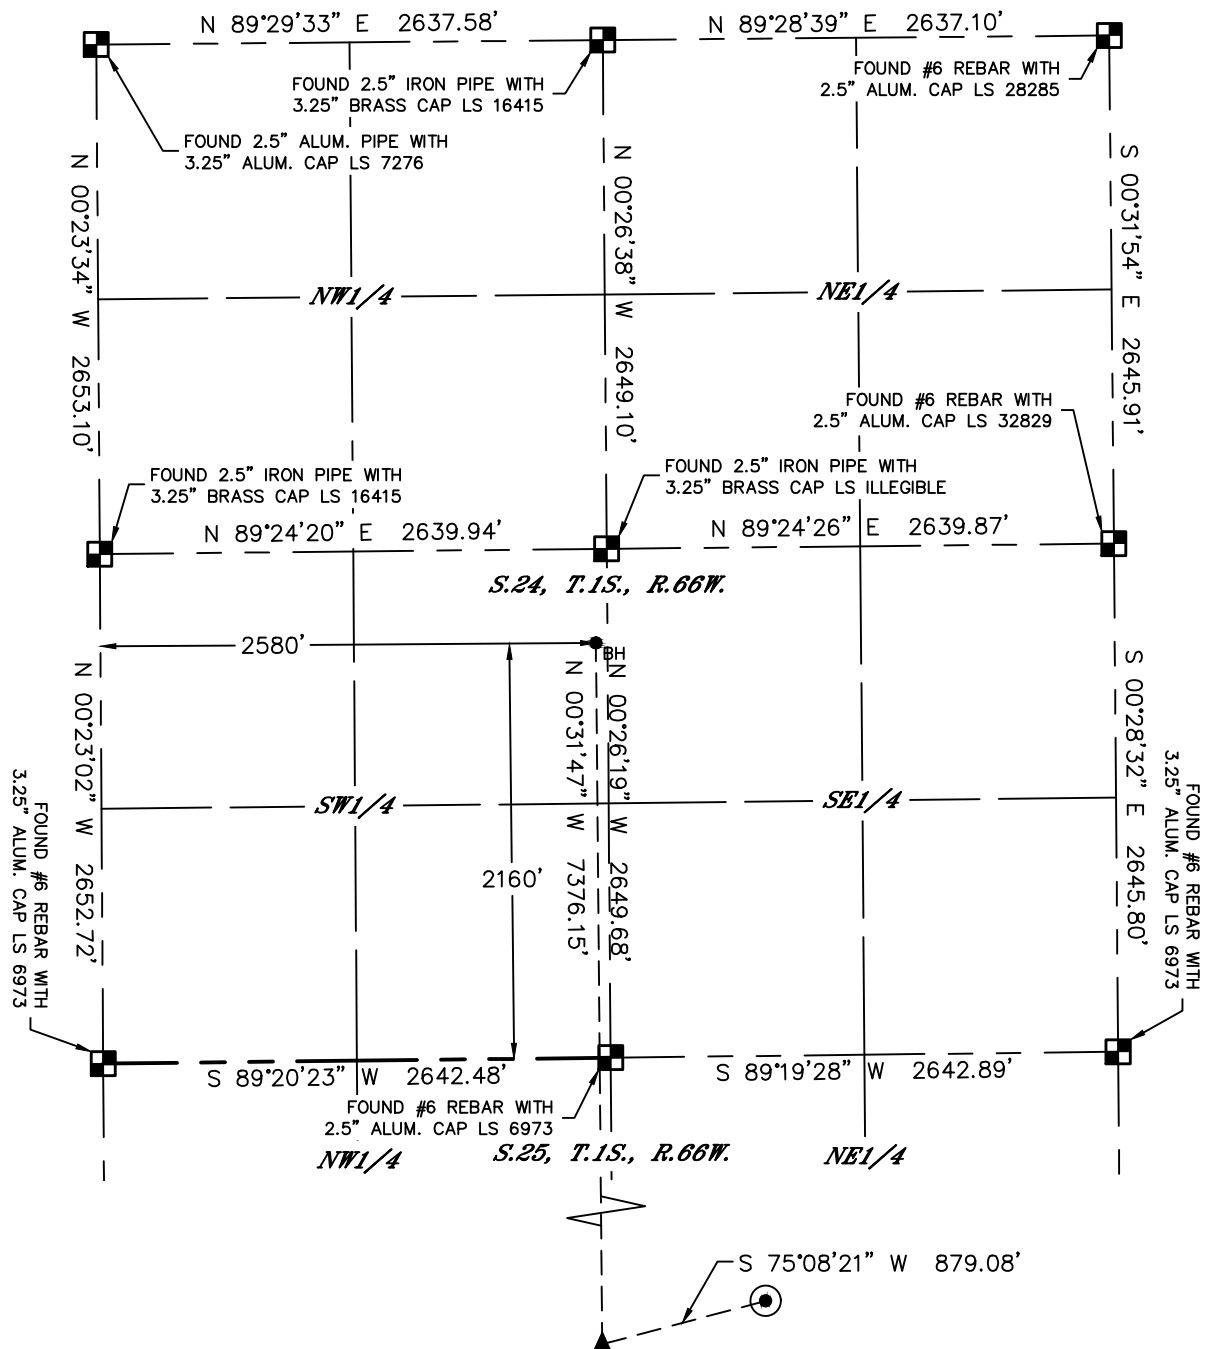 N 89°29'33" E 2637.58'
N 89°28'39" E 2637.10'
FOUND 2.5" IRON PIPE WITH
3.25" BRASS CAP LS 16415
FOUND #6 REBAR WITH
2.5" ALUM. CAP LS 28285
FOUND 2.5" ALUM. PIPE WITH
3.25" ALUM. CAP LS 7276
N 00°23'34" W 2653.10'
N 00°26'38" W 2649.10'
S 00°31'54" E 2645.91'
NW1/4
NE1/4
FOUND #6 REBAR WITH
2.5" ALUM. CAP LS 32829
FOUND 2.5" IRON PIPE WITH
3.25" BRASS CAP LS 16415
FOUND 2.5" IRON PIPE WITH
3.25" BRASS CAP LS ILLEGIBLE
N 89°24'20" E 2639.94'
N 89°24'26" E 2639.87'
S.24, T.1S., R.66W.
2580'
BH
N 00°23'02" W 2652.72'
N 00°31'47" W 7376.15'
N 00°26'19" W 2649.68'
S 00°28'32" E 2645.80'
FOUND #6 REBAR WITH
3.25" ALUM. CAP LS 6973
SW1/4
SE1/4
FOUND #6 REBAR WITH
3.25" ALUM. CAP LS 6973
2160'
S 89°20'23" W 2642.48'
S 89°19'28" W 2642.89'
FOUND #6 REBAR WITH
2.5" ALUM. CAP LS 6973
NW1/4
S.25, T.1S., R.66W.
NE1/4
S 75°08'21" W 879.08'